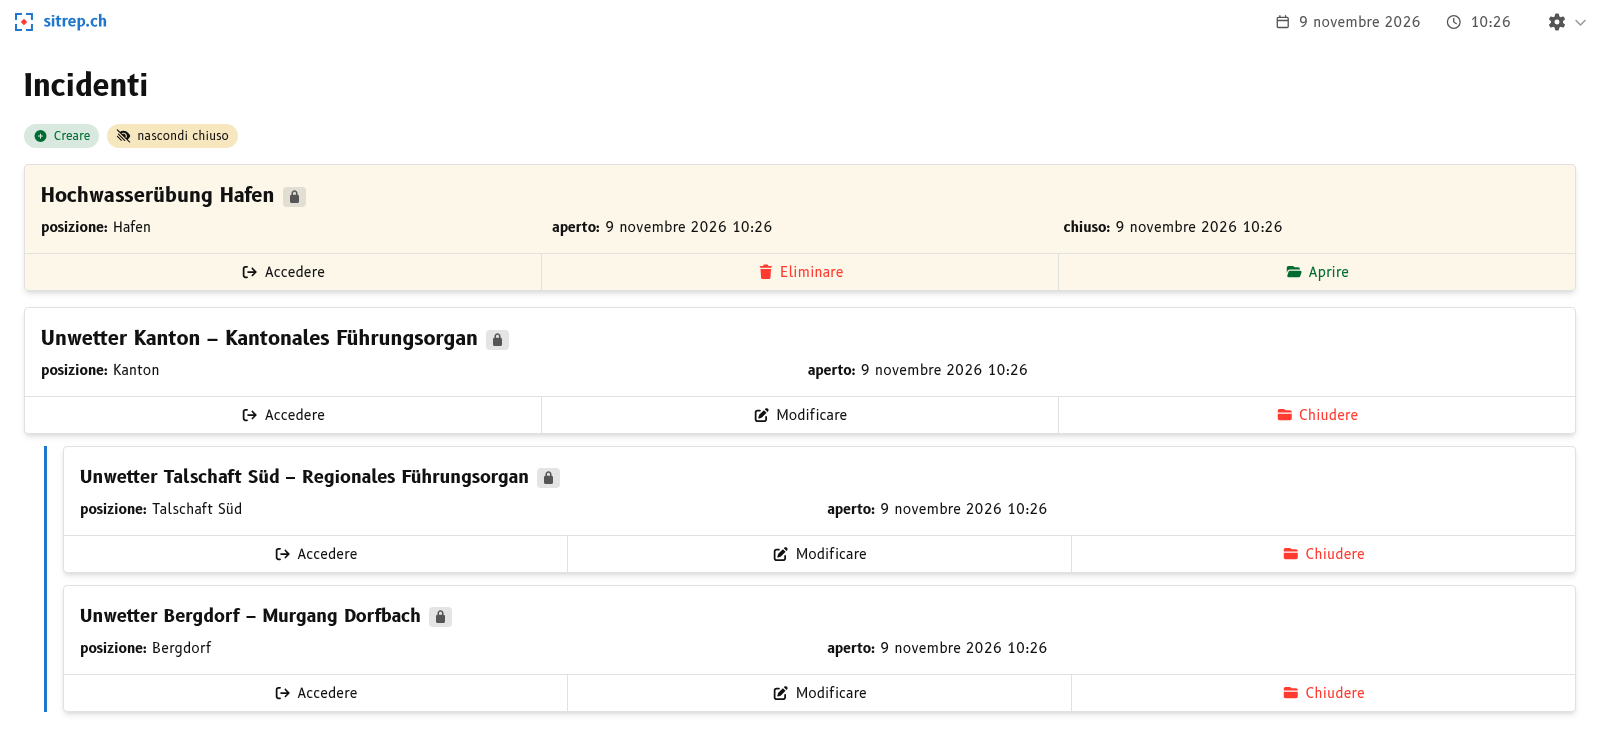 sitrep.ch
9 novembre 2026 10:26
Incidenti
Creare nascondi chiuso
Hochwasserübung Hafen
posizione: Hafen aperto: 9 novembre 2026 10:26 chiuso: 9 novembre 2026 10:26
Accedere Eliminare Aprire
Unwetter Kanton – Kantonales Führungsorgan
posizione: Kanton aperto: 9 novembre 2026 10:26
Accedere Modificare Chiudere
Unwetter Talschaft Süd – Regionales Führungsorgan
posizione: Talschaft Süd aperto: 9 novembre 2026 10:26
Accedere Modificare Chiudere
Unwetter Bergdorf – Murgang Dorfbach
posizione: Bergdorf aperto: 9 novembre 2026 10:26
Accedere Modificare Chiudere